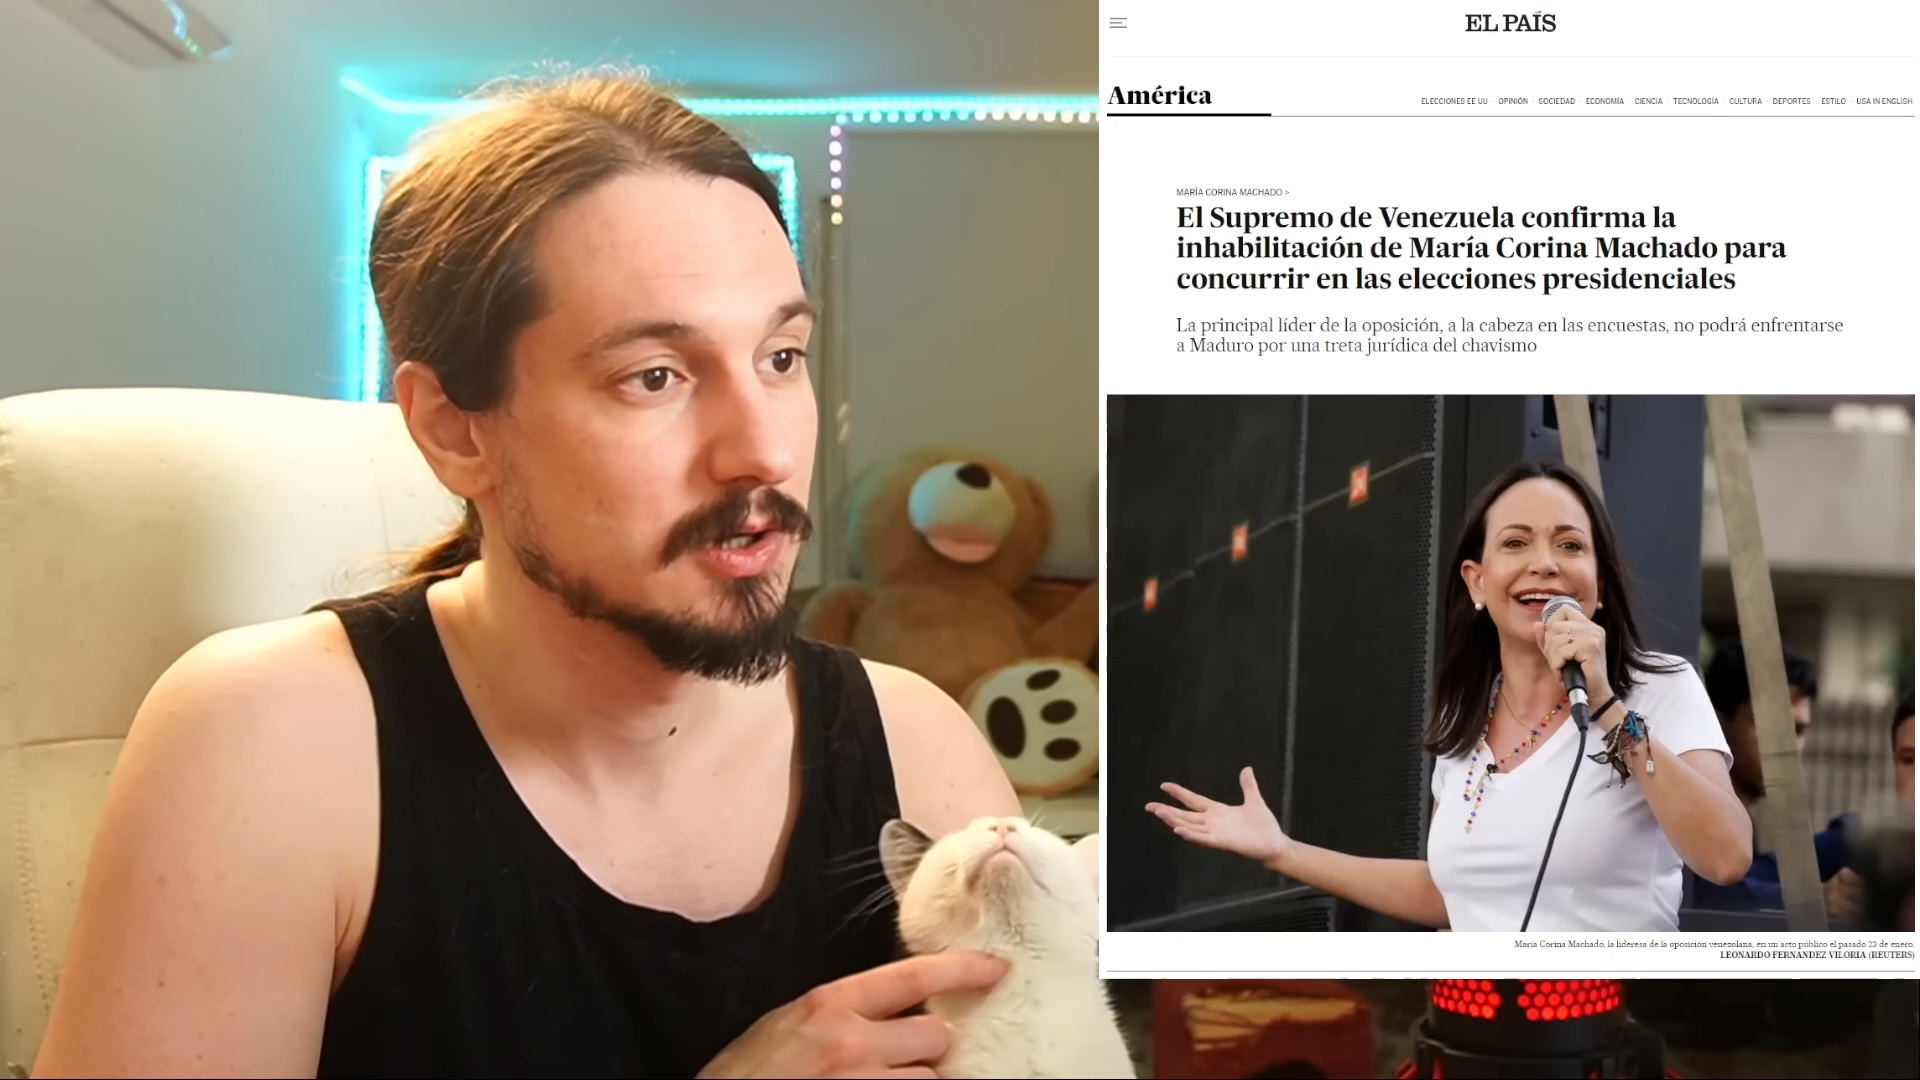 EL PAÍS
América
ELECCIONES EE UU · OPINIÓN · SOCIEDAD · ECONOMÍA · CIENCIA · TECNOLOGÍA · CULTURA · DEPORTES · ESTILO · USA IN ENGLISH
MARÍA CORINA MACHADO >
El Supremo de Venezuela confirma la
inhabilitación de María Corina Machado para
concurrir en las elecciones presidenciales
La principal líder de la oposición, a la cabeza en las encuestas, no podrá enfrentarse
a Maduro por una treta jurídica del chavismo
María Corina Machado, la lideresa de la oposición venezolana, en un acto público el pasado 23 de enero.
LEONARDO FERNANDEZ VILORIA (REUTERS)